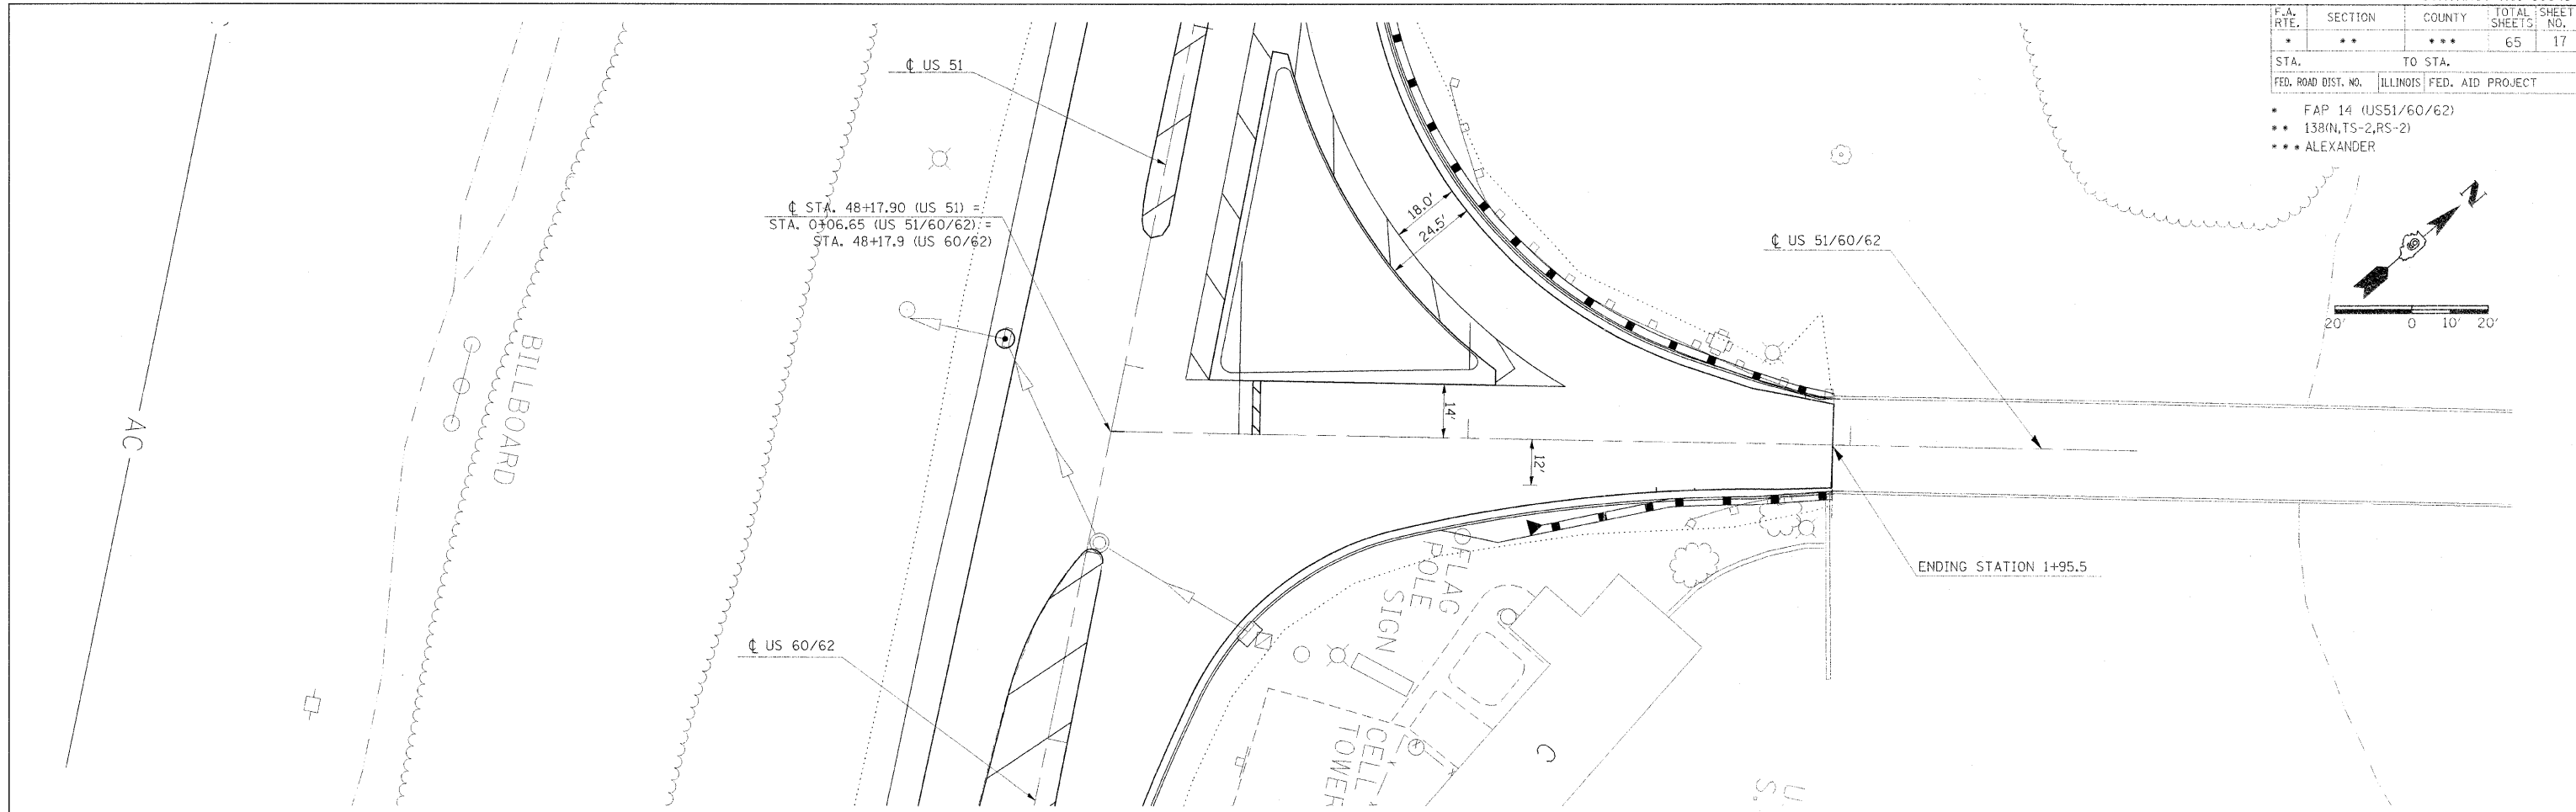 F.A. RTE. SECTION COUNTY TOTAL SHEETS SHEET NO.
* ** *** 65 17
STA. TO STA.
FED. ROAD DIST. NO. ILLINOIS FED. AID PROJECT
* FAP 14 (US51/60/62)
** 138(N,TS-2,RS-2)
*** ALEXANDER
N
20' 0 10' 20'
℄ US 51
℄ STA. 48+17.90 (US 51) =
STA. 0+06.65 (US 51/60/62) =
STA. 48+17.9 (US 60/62)
18.0'
24.5'
℄ US 51/60/62
BILLBOARD
AC
14'
12'
ENDING STATION 1+95.5
℄ US 60/62
FLAG
POLE
SIGN
CELL
TOWER
C
U.
S.